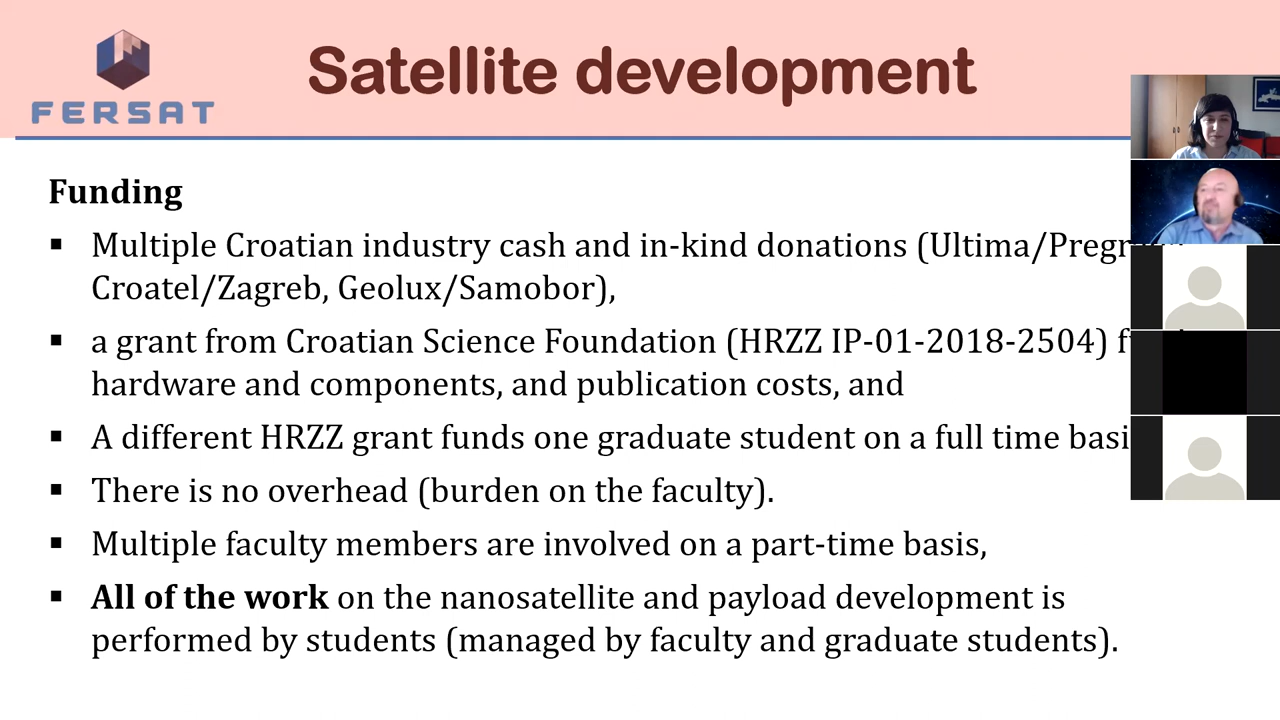 Satellite development
FERSAT
Funding
▪ Multiple Croatian industry cash and in-kind donations (Ultima/
Croatel/Zagreb, Geolux/Samobor),
▪ a grant from Croatian Science Foundation (HRZZ IP-01-2018-2504)
hardware and components, and publication costs, and
▪ A different HRZZ grant funds one graduate student on a full time
▪ There is no overhead (burden on the faculty).
▪ Multiple faculty members are involved on a part-time basis,
▪ All of the work on the nanosatellite and payload development is
performed by students (managed by faculty and graduate students).